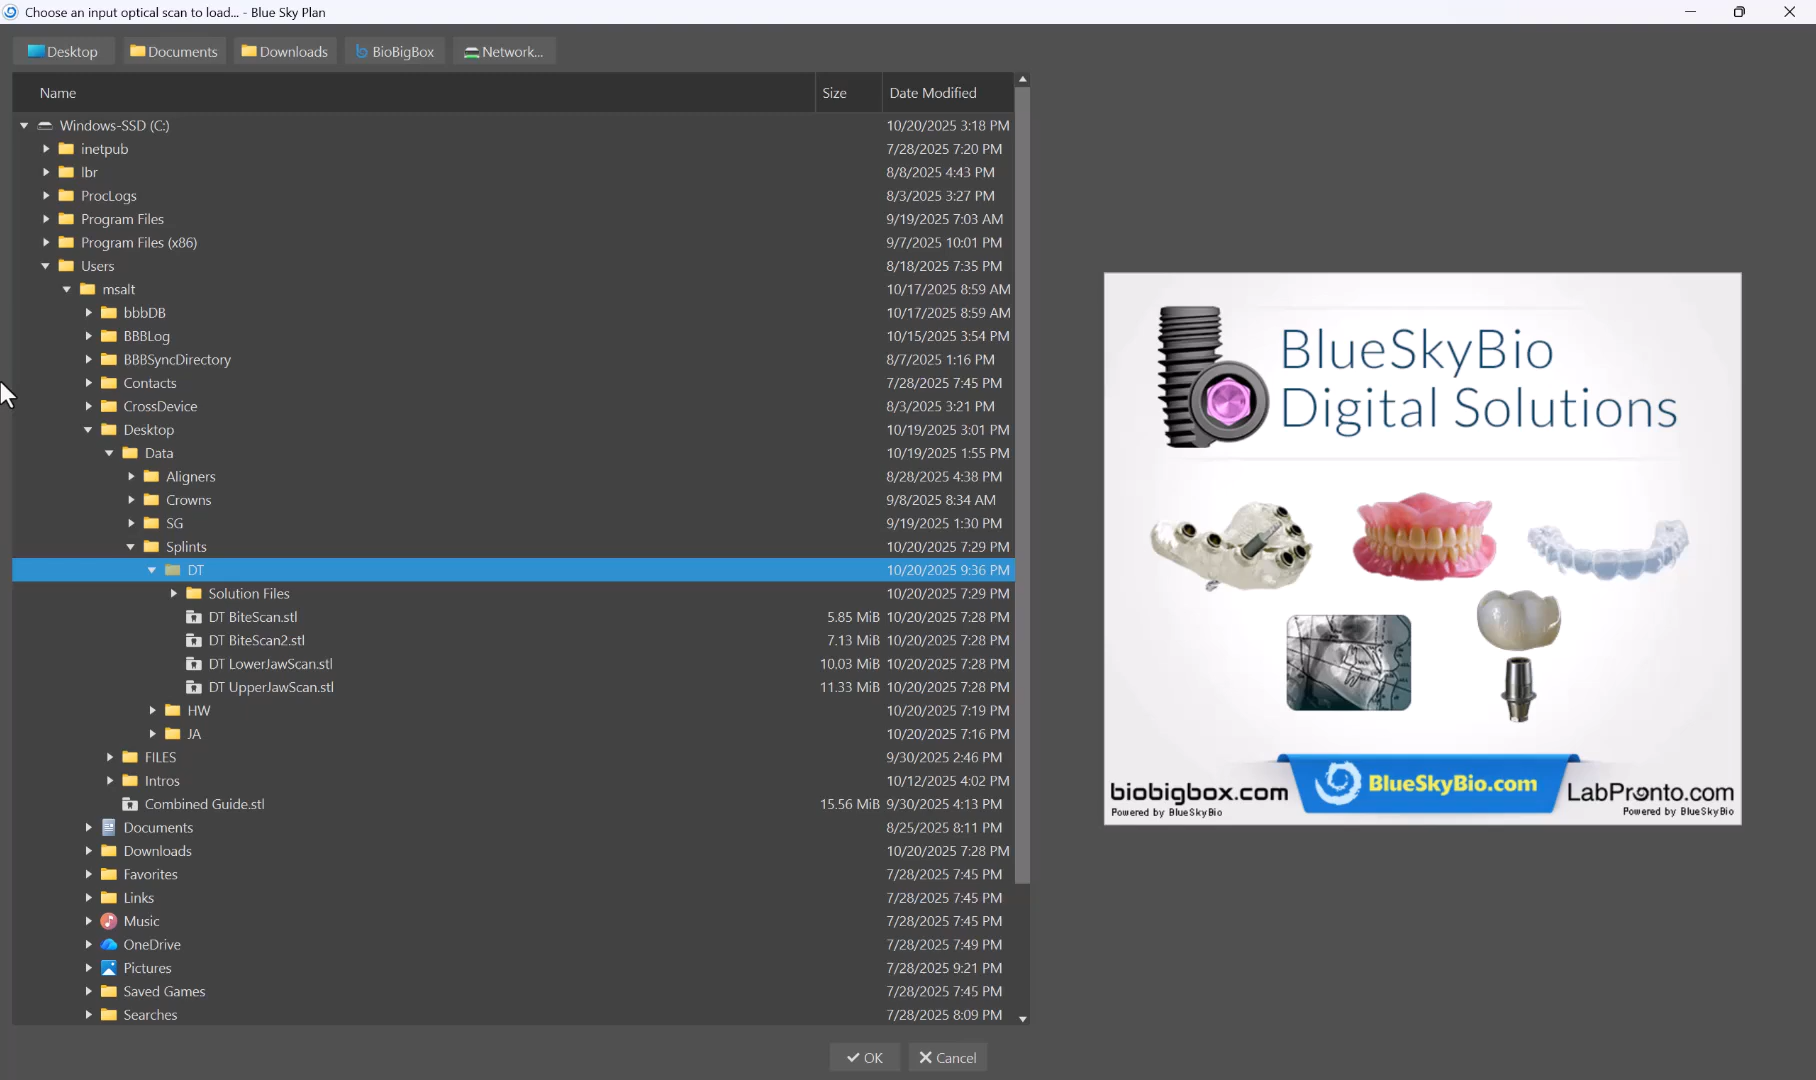 Choose an input optical scan to load... - Blue Sky Plan
Desktop Documents Downloads BioBigBox Network...
Name Size Date Modified
Windows-SSD (C:) 10/20/2025 3:18 PM
inetpub 7/28/2025 7:20 PM
lbr 8/8/2025 4:43 PM
ProcLogs 8/3/2025 3:27 PM
Program Files 9/19/2025 7:03 AM
Program Files (x86) 9/7/2025 10:01 PM
Users 8/18/2025 7:35 PM
msalt 10/17/2025 8:59 AM
bbbDB 10/17/2025 8:59 AM
BBBLog 10/15/2025 3:54 PM
BBBSyncDirectory 8/7/2025 1:16 PM
Contacts 7/28/2025 7:45 PM
CrossDevice 8/3/2025 3:21 PM
Desktop 10/19/2025 3:01 PM
Data 10/19/2025 1:55 PM
Aligners 8/28/2025 4:38 PM
Crowns 9/8/2025 8:34 AM
SG 9/19/2025 1:30 PM
Splints 10/20/2025 7:29 PM
DT 10/20/2025 9:36 PM
Solution Files 10/20/2025 7:29 PM
DT BiteScan.stl 5.85 MiB 10/20/2025 7:28 PM
DT BiteScan2.stl 7.13 MiB 10/20/2025 7:28 PM
DT LowerJawScan.stl 10.03 MiB 10/20/2025 7:28 PM
DT UpperJawScan.stl 11.33 MiB 10/20/2025 7:28 PM
HW 10/20/2025 7:19 PM
JA 10/20/2025 7:16 PM
FILES 9/30/2025 2:46 PM
Intros 10/12/2025 4:02 PM
Combined Guide.stl 15.56 MiB 9/30/2025 4:13 PM
Documents 8/25/2025 8:11 PM
Downloads 10/20/2025 7:28 PM
Favorites 7/28/2025 7:45 PM
Links 7/28/2025 7:45 PM
Music 7/28/2025 7:45 PM
OneDrive 7/28/2025 7:49 PM
Pictures 7/28/2025 9:21 PM
Saved Games 7/28/2025 7:45 PM
Searches 7/28/2025 8:09 PM
OK Cancel
BlueSkyBio
Digital Solutions
BlueSkyBio.com
biobigbox.com
Powered by BlueSkyBio
LabPronto.com
Powered by BlueSkyBio